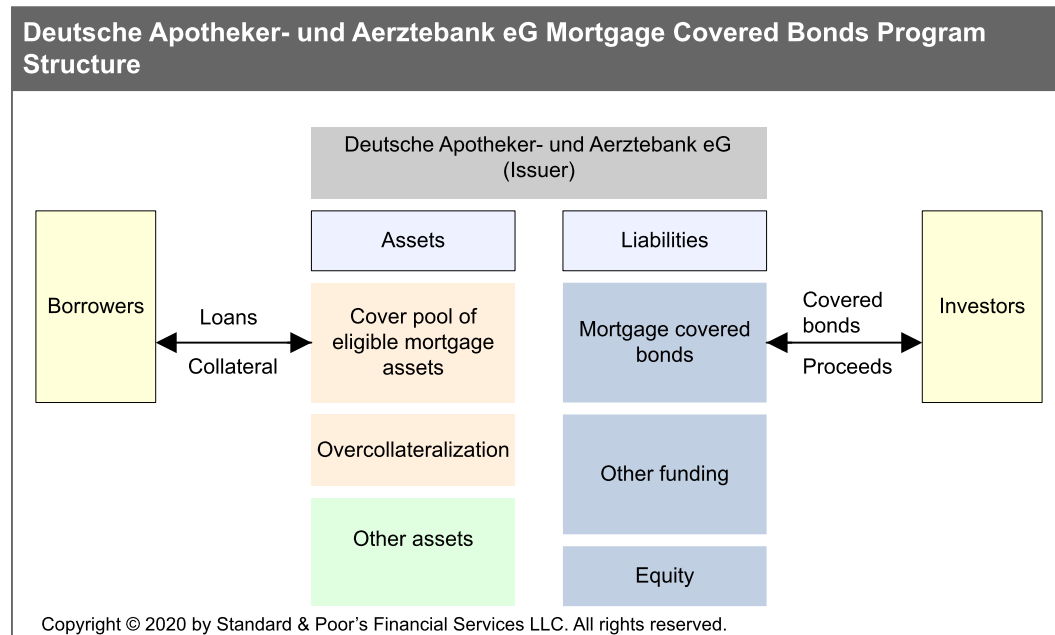 Deutsche Apotheker- und Aerztebank eG Mortgage Covered Bonds Program
Structure
Deutsche Apotheker- und Aerztebank eG
(Issuer)
Assets
Liabilities
Borrowers
Loans
Collateral
Cover pool of
eligible mortgage
assets
Mortgage covered
bonds
Covered
bonds
Proceeds
Investors
Overcollateralization
Other funding
Other assets
Equity
Copyright © 2020 by Standard & Poor’s Financial Services LLC. All rights reserved.